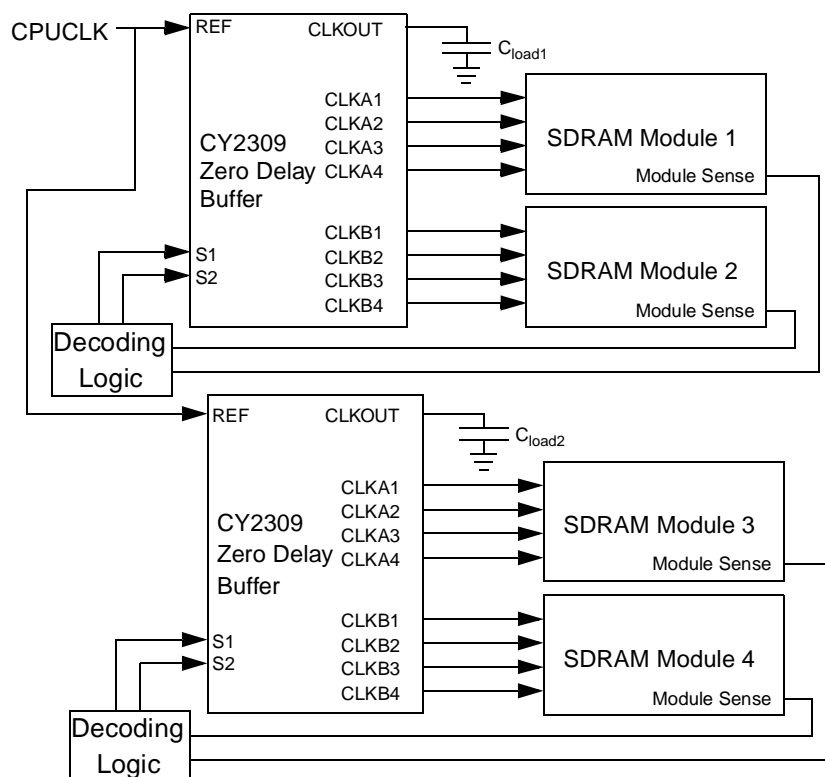 CPUCLK
REF
CLKOUT
Cload1
CLKA1
CLKA2
CLKA3
CLKA4
CY2309
Zero Delay
Buffer
CLKB1
CLKB2
CLKB3
CLKB4
S1
S2
SDRAM Module 1
Module Sense
SDRAM Module 2
Module Sense
Decoding
Logic
REF
CLKOUT
Cload2
CLKA1
CLKA2
CLKA3
CLKA4
CY2309
Zero Delay
Buffer
CLKB1
CLKB2
CLKB3
CLKB4
S1
S2
SDRAM Module 3
Module Sense
SDRAM Module 4
Module Sense
Decoding
Logic